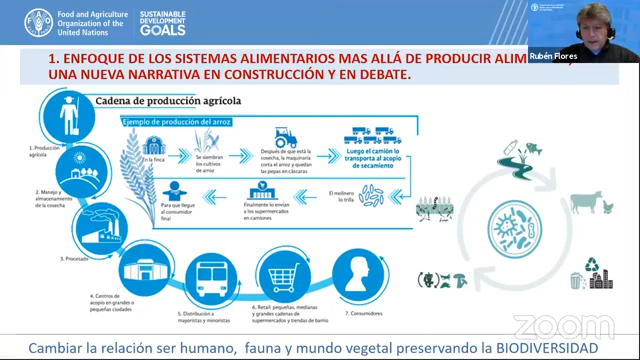 Food and Agriculture
Organization of the
United Nations
SUSTAINABLE
DEVELOPMENT
GOALS
Rubén Flores
1. ENFOQUE DE LOS SISTEMAS ALIMENTARIOS MAS ALLÁ DE PRODUCIR ALIM
UNA NUEVA NARRATIVA EN CONSTRUCCIÓN Y EN DEBATE.
Cadena de producción agrícola
Ejemplo de producción del arroz
En la finca
Se siembran
los cultivos
de arroz
Después de que está la
cosecha, la maquinaria
corta el arroz y quedan
las pepas en cáscaras
Luego el camión lo
transporta al acopio
de secamiento
El molinero
lo trilla
Finalmente lo envían
a los supermercados
en camiones
Para que llegue
al consumidor
final
1. Producción
agrícola
2. Manejo y
almacenamiento
de la cosecha
3. Procesado
4. Centros de
acopio en grandes o
pequeñas ciudades
5. Distribución a
mayoristas y minoristas
6. Retail, pequeñas, medianas
y grandes cadenas de
supermercados y tiendas de barrio
7. Consumidores
zoom
Cambiar la relación ser humano, fauna y mundo vegetal preservando la BIODIVERSIDAD